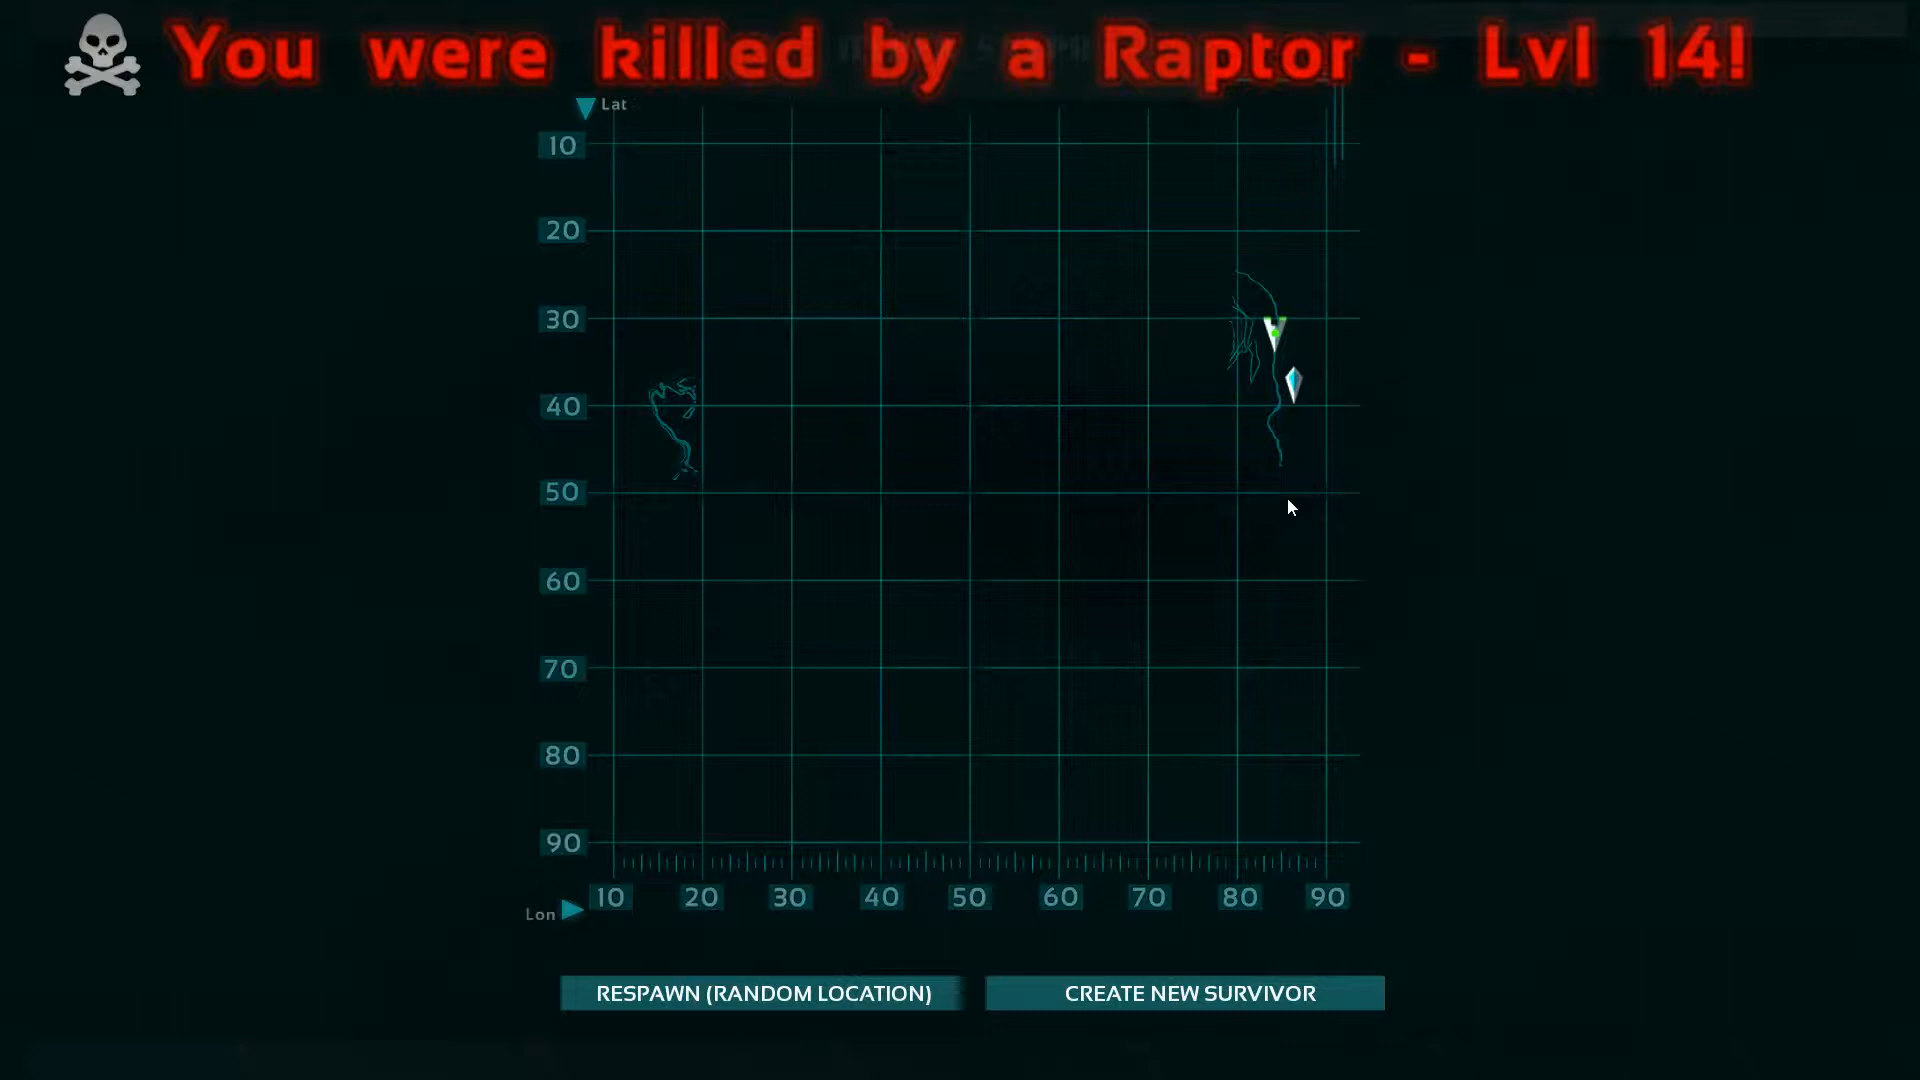 You were killed by a Raptor - Lvl 14!
Lat
10
20
30
40
50
60
70
80
90
10 20 30 40 50 60 70 80 90
Lon
RESPAWN (RANDOM LOCATION) CREATE NEW SURVIVOR